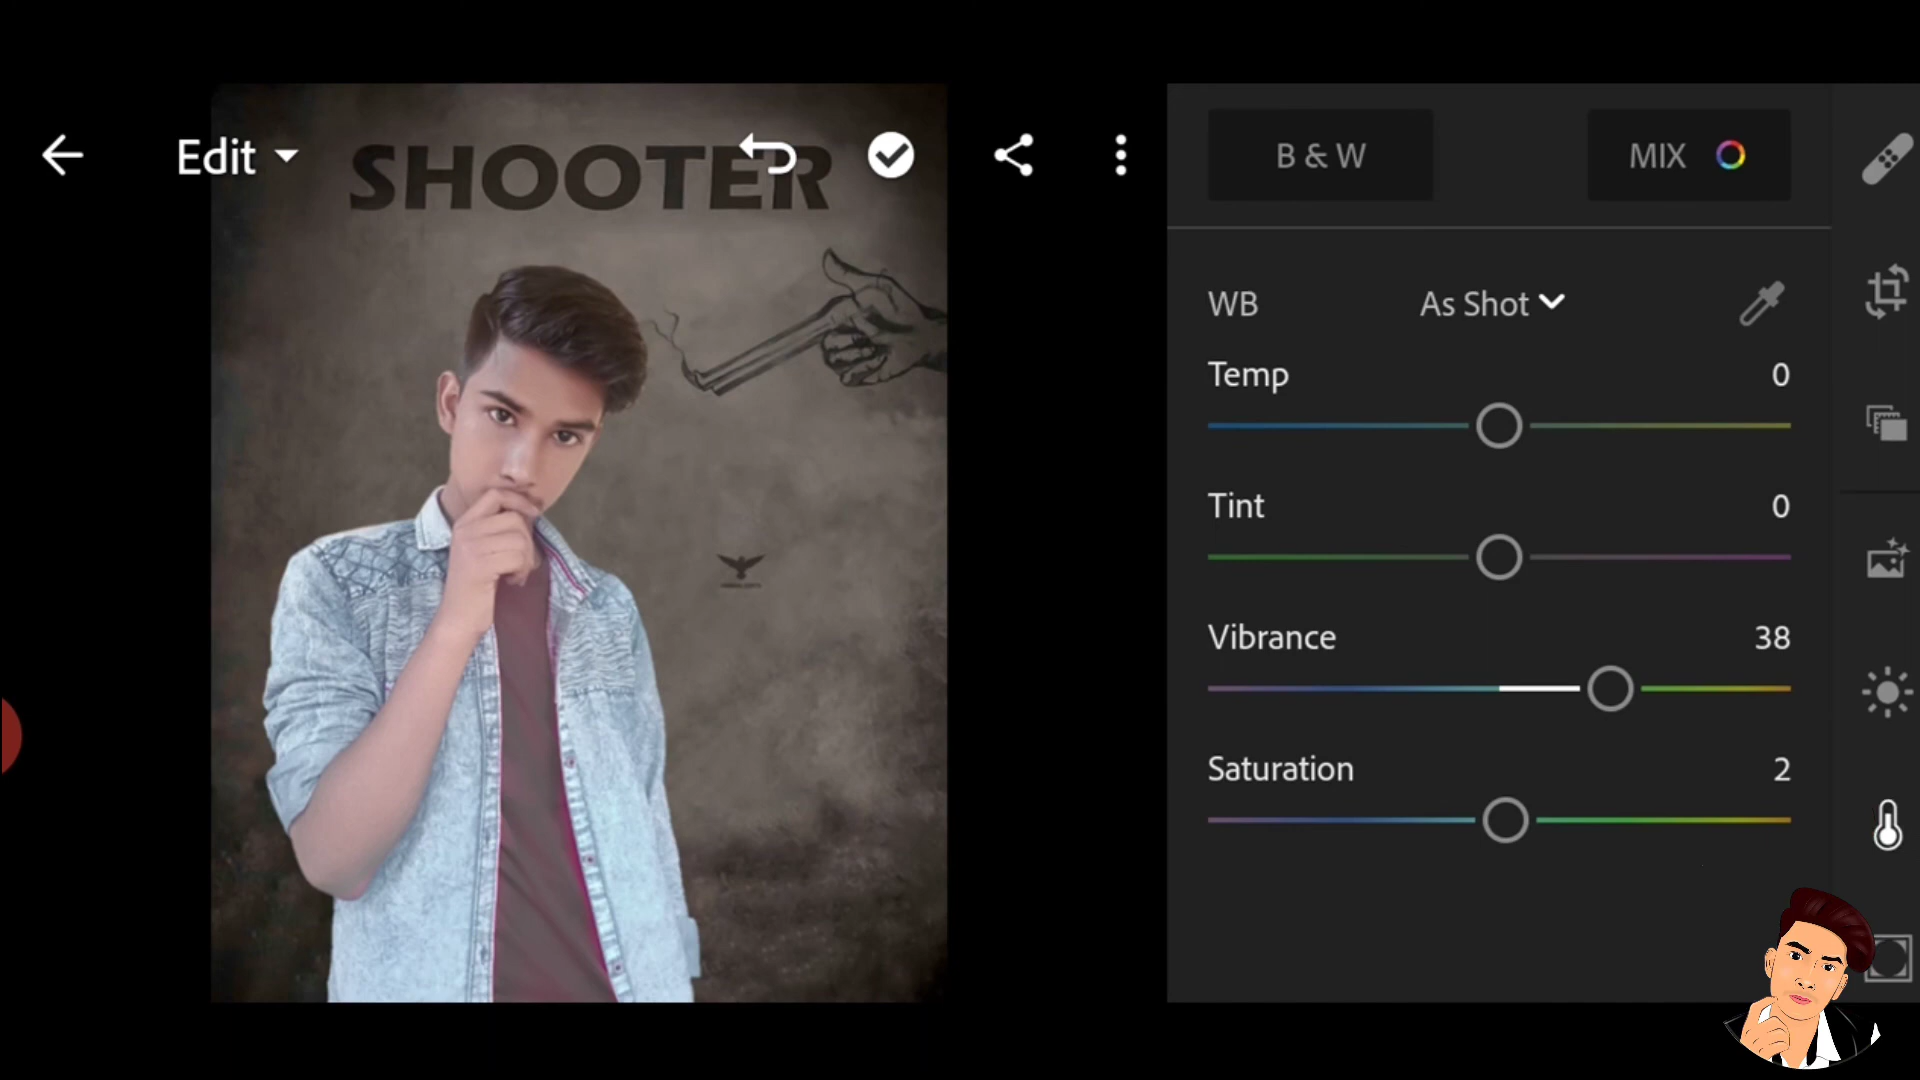 Edit
SHOOTER
B & W
MIX
WB
As Shot
Temp
0
Tint
0
Vibrance
38
Saturation
2